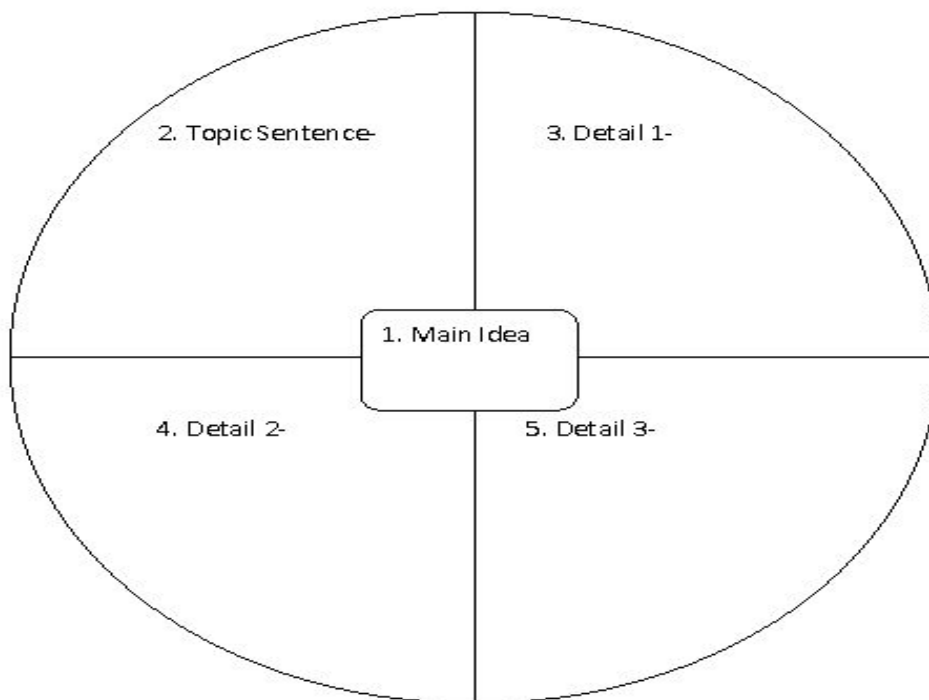 2. Topic Sentence-
3. Detail 1-
1. Main Idea
4. Detail 2-
5. Detail 3-